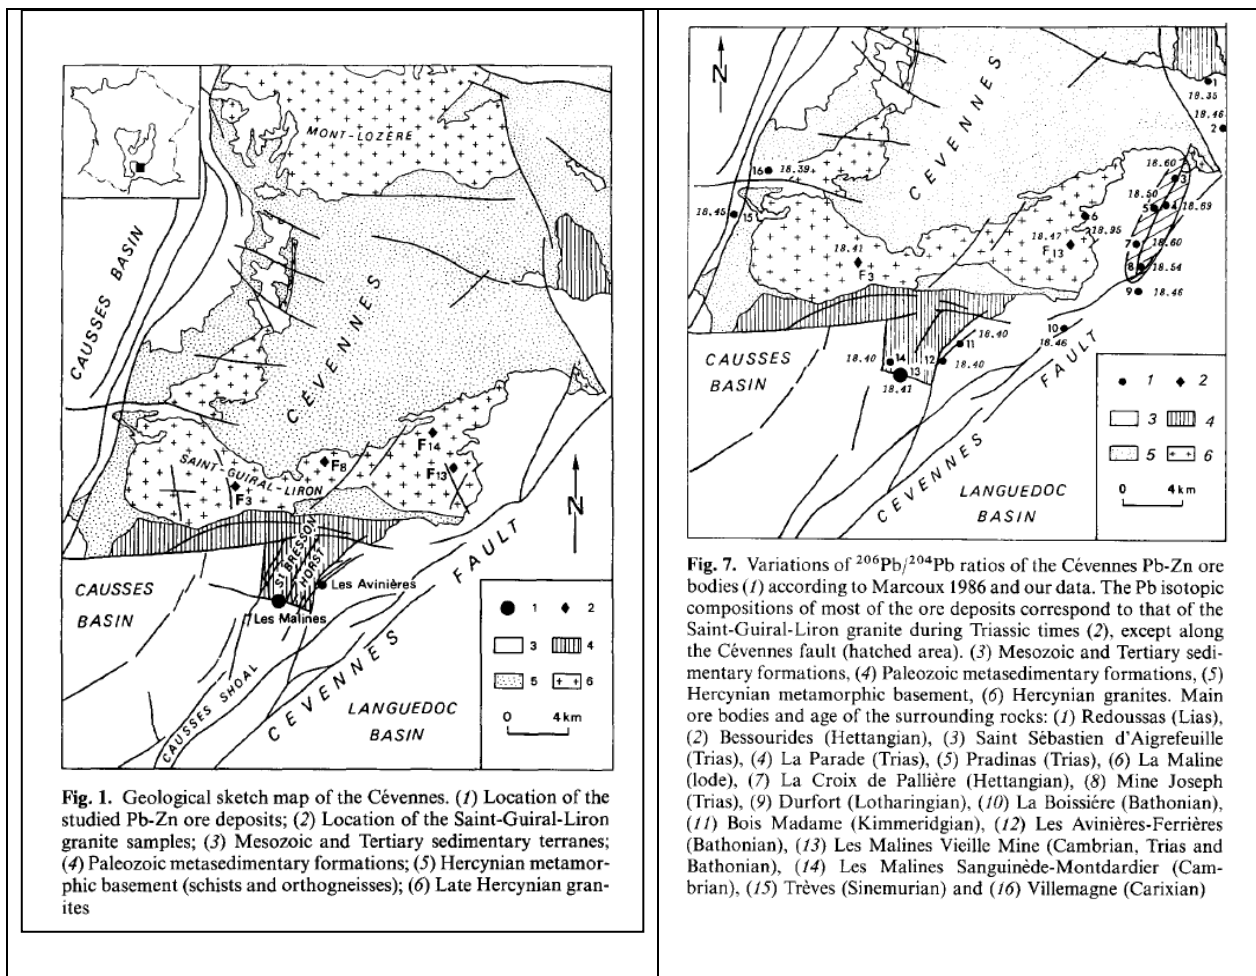 MONT-LOZÈRE
CAUSSES BASIN
CÉVENNES
SAINT-GUIRAL-LIRON
F14
F8
F13
F3
N
ST BRESSON
HORST
Les Avinières
Les Malines
CAUSSES
BASIN
CAUSSES SHOAL
CEVENNES FAULT
LANGUEDOC
BASIN
1 2
3 4
5 6
0 4km
Fig. 1. Geological sketch map of the Cévennes. (1) Location of the
studied Pb-Zn ore deposits; (2) Location of the Saint-Guiral-Liron
granite samples; (3) Mesozoic and Tertiary sedimentary terranes;
(4) Paleozoic metasedimentary formations; (5) Hercynian metamor-
phic basement (schists and orthogneisses); (6) Late Hercynian gran-
ites
N
CÉVENNES
1
18.35
18.46
2
16 18.39
18.45 15
18.60
3
18.50
5 4 18.69
6
18.95
18.47
F13
18.41
F3
7 18.60
8 18.54
9 18.46
10
18.46
11 18.40
12 18.40
18.40 14
13
18.41
CAUSSES
BASIN
CEVENNES FAULT
LANGUEDOC
BASIN
1 2
3 4
5 6
0 4km
Fig. 7. Variations of ²⁰⁶Pb/²⁰⁴Pb ratios of the Cévennes Pb-Zn ore
bodies (1) according to Marcoux 1986 and our data. The Pb isotopic
compositions of most of the ore deposits correspond to that of the
Saint-Guiral-Liron granite during Triassic times (2), except along
the Cévennes fault (hatched area). (3) Mesozoic and Tertiary sedi-
mentary formations, (4) Paleozoic metasedimentary formations, (5)
Hercynian metamorphic basement, (6) Hercynian granites. Main
ore bodies and age of the surrounding rocks: (1) Redoussas (Lias),
(2) Bessourides (Hettangian), (3) Saint Sébastien d'Aigrefeuille
(Trias), (4) La Parade (Trias), (5) Pradinas (Trias), (6) La Maline
(lode), (7) La Croix de Pallière (Hettangian), (8) Mine Joseph
(Trias), (9) Durfort (Lotharingian), (10) La Boissiére (Bathonian),
(11) Bois Madame (Kimmeridgian), (12) Les Avinières-Ferrières
(Bathonian), (13) Les Malines Vieille Mine (Cambrian, Trias and
Bathonian), (14) Les Malines Sanguinède-Montdardier (Cam-
brian), (15) Trèves (Sinemurian) and (16) Villemagne (Carixian)